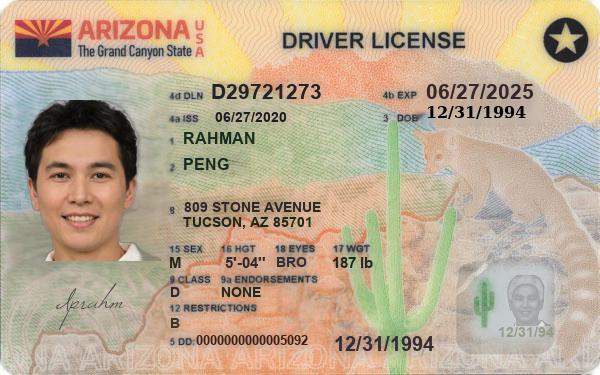 ARIZONA USA
The Grand Canyon State
DRIVER LICENSE
4d DLN D29721273
4b EXP 06/27/2025
4a ISS 06/27/2020
3 DOB 12/31/1994
1 RAHMAN
2 PENG
8 809 STONE AVENUE
TUCSON, AZ 85701
15 SEX 16 HGT 18 EYES 17 WGT
M 5'-04" BRO 187 lb
9 CLASS 9a ENDORSEMENTS
D NONE
12 RESTRICTIONS
B
5 DD: 0000000000005092
12/31/1994
12/31/94
ARIZONA ARIZONA ARIZONA ARIZONA